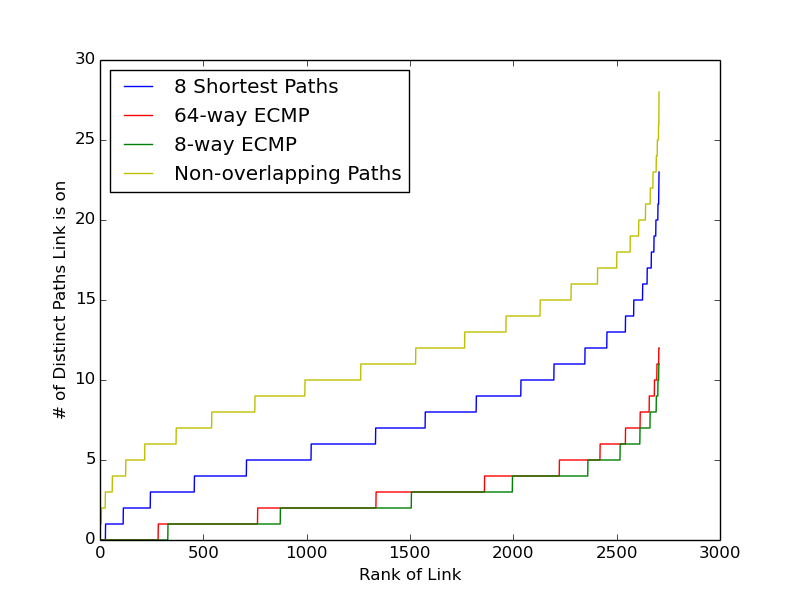 30
25
20
15
10
5
0
# of Distinct Paths Link is on
8 Shortest Paths
64-way ECMP
8-way ECMP
Non-overlapping Paths
0 500 1000 1500 2000 2500 3000
Rank of Link